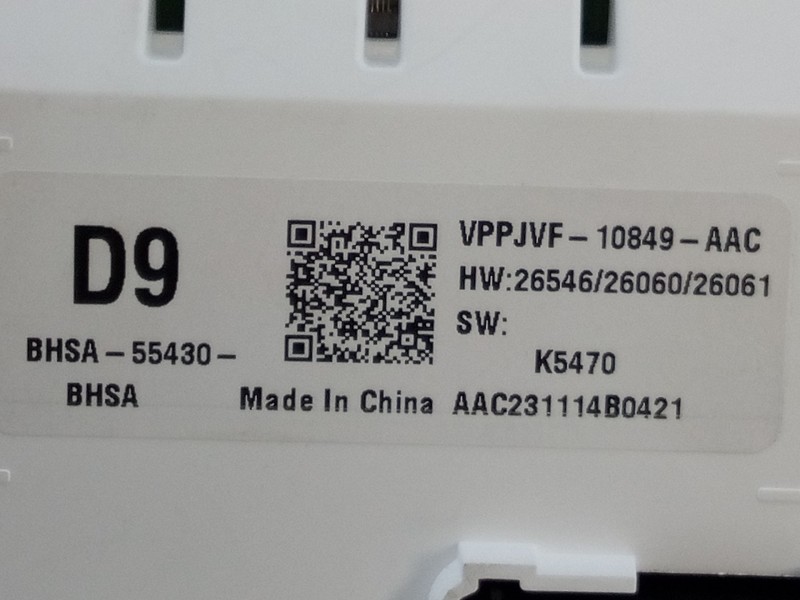 D9
BHSA-55430-
BHSA
VPPJVF-10849-AAC
HW:26546/26060/26061
SW:
K5470
Made In China AAC231114B0421